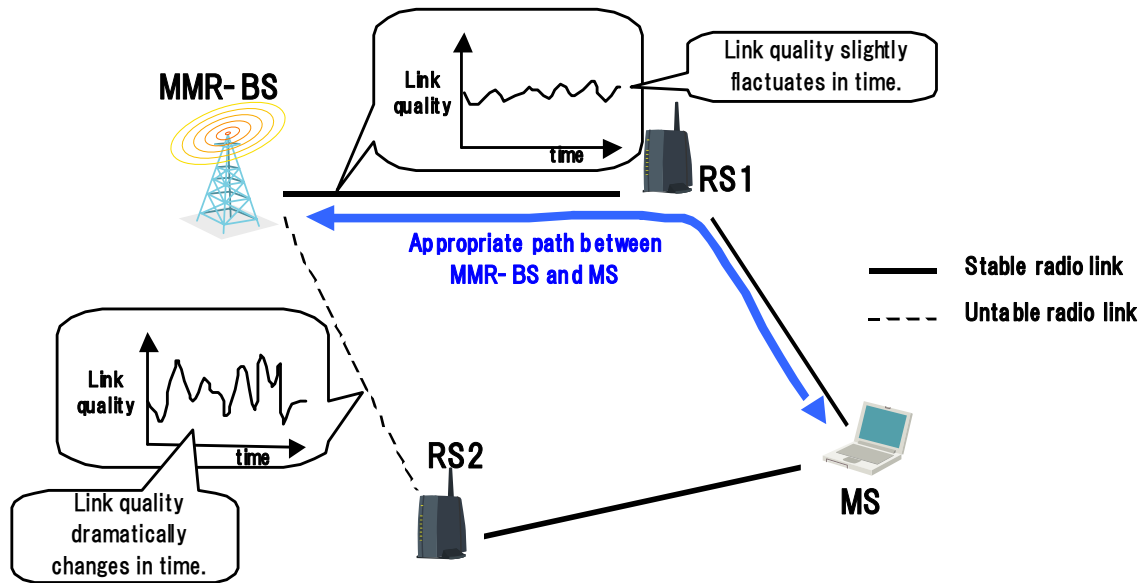 MMR-BS
Link
quality
time
Link quality slightly
flactuates in time.
RS1
Appropriate path between
MMR-BS and MS
Stable radio link
Untable radio link
Link
quality
time
Link quality
dramatically
changes in time.
RS2
MS